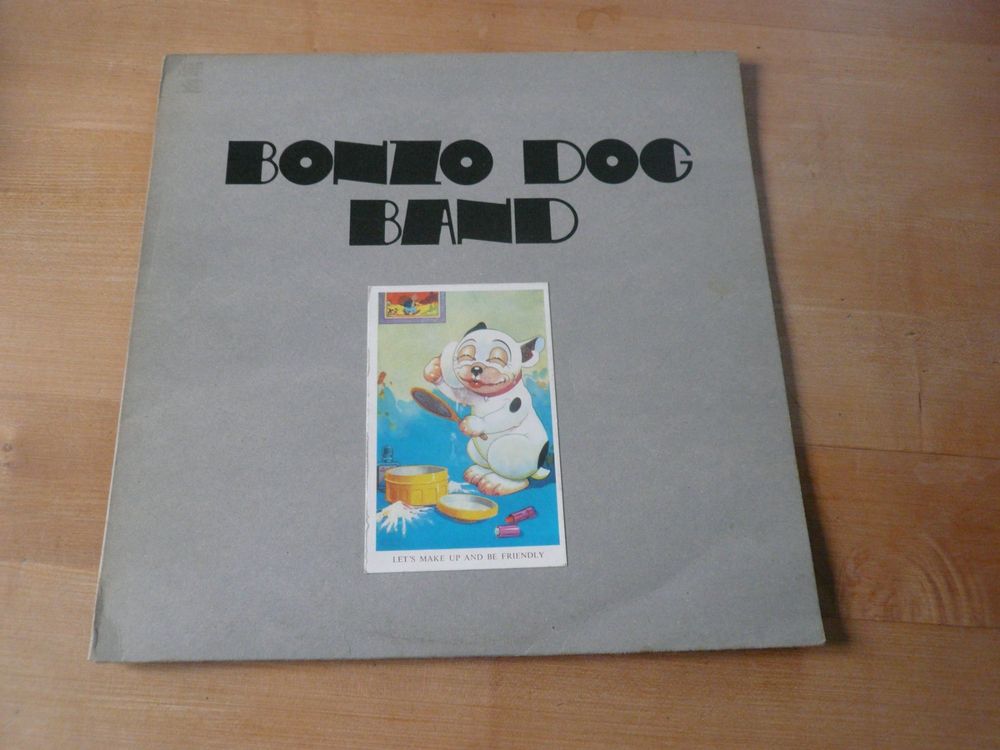 BONZO DOG
BAND
LET'S MAKE UP AND BE FRIENDLY